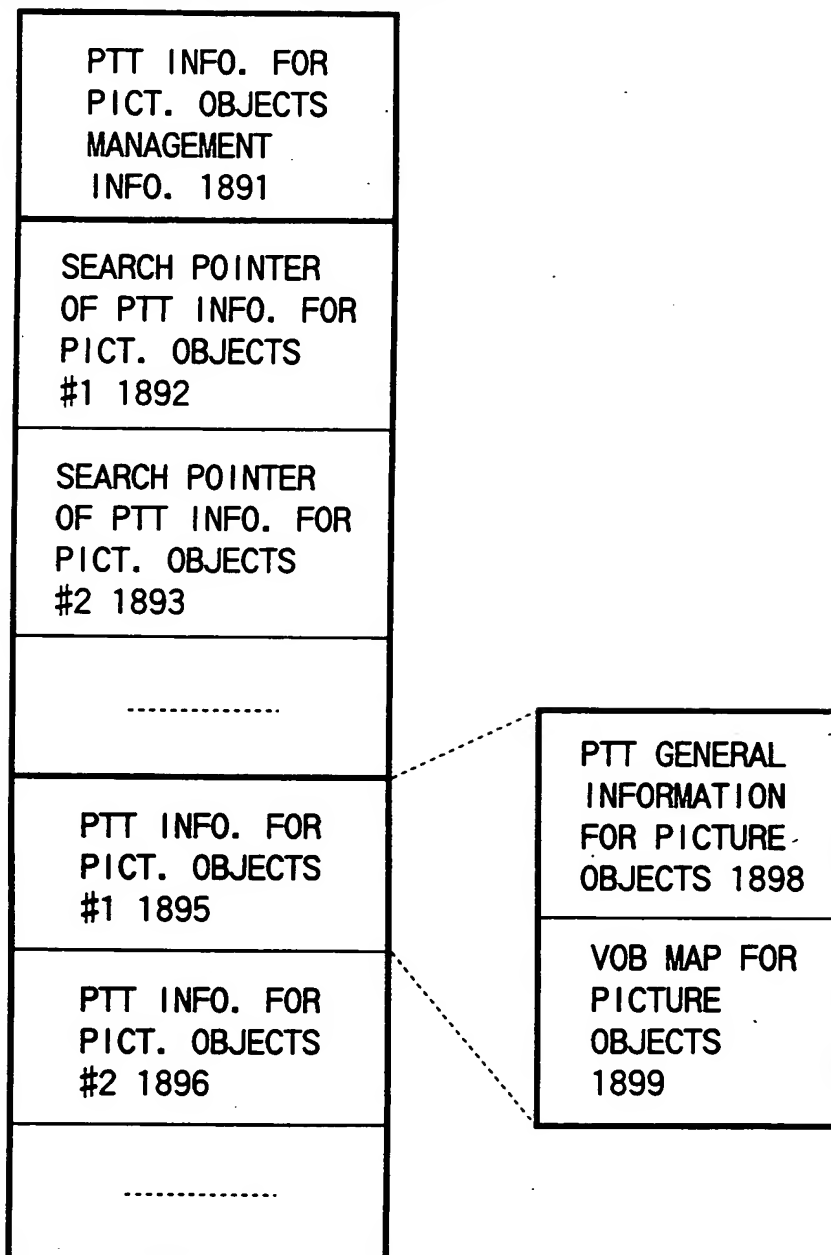 PTT INFO. FOR
PICT. OBJECTS
MANAGEMENT
INFO. 1891
SEARCH POINTER
OF PTT INFO. FOR
PICT. OBJECTS
#1 1892
SEARCH POINTER
OF PTT INFO. FOR
PICT. OBJECTS
#2 1893
PTT INFO. FOR
PICT. OBJECTS
#1 1895
PTT INFO. FOR
PICT. OBJECTS
#2 1896
PTT GENERAL
INFORMATION
FOR PICTURE
OBJECTS 1898
VOB MAP FOR
PICTURE
OBJECTS
1899